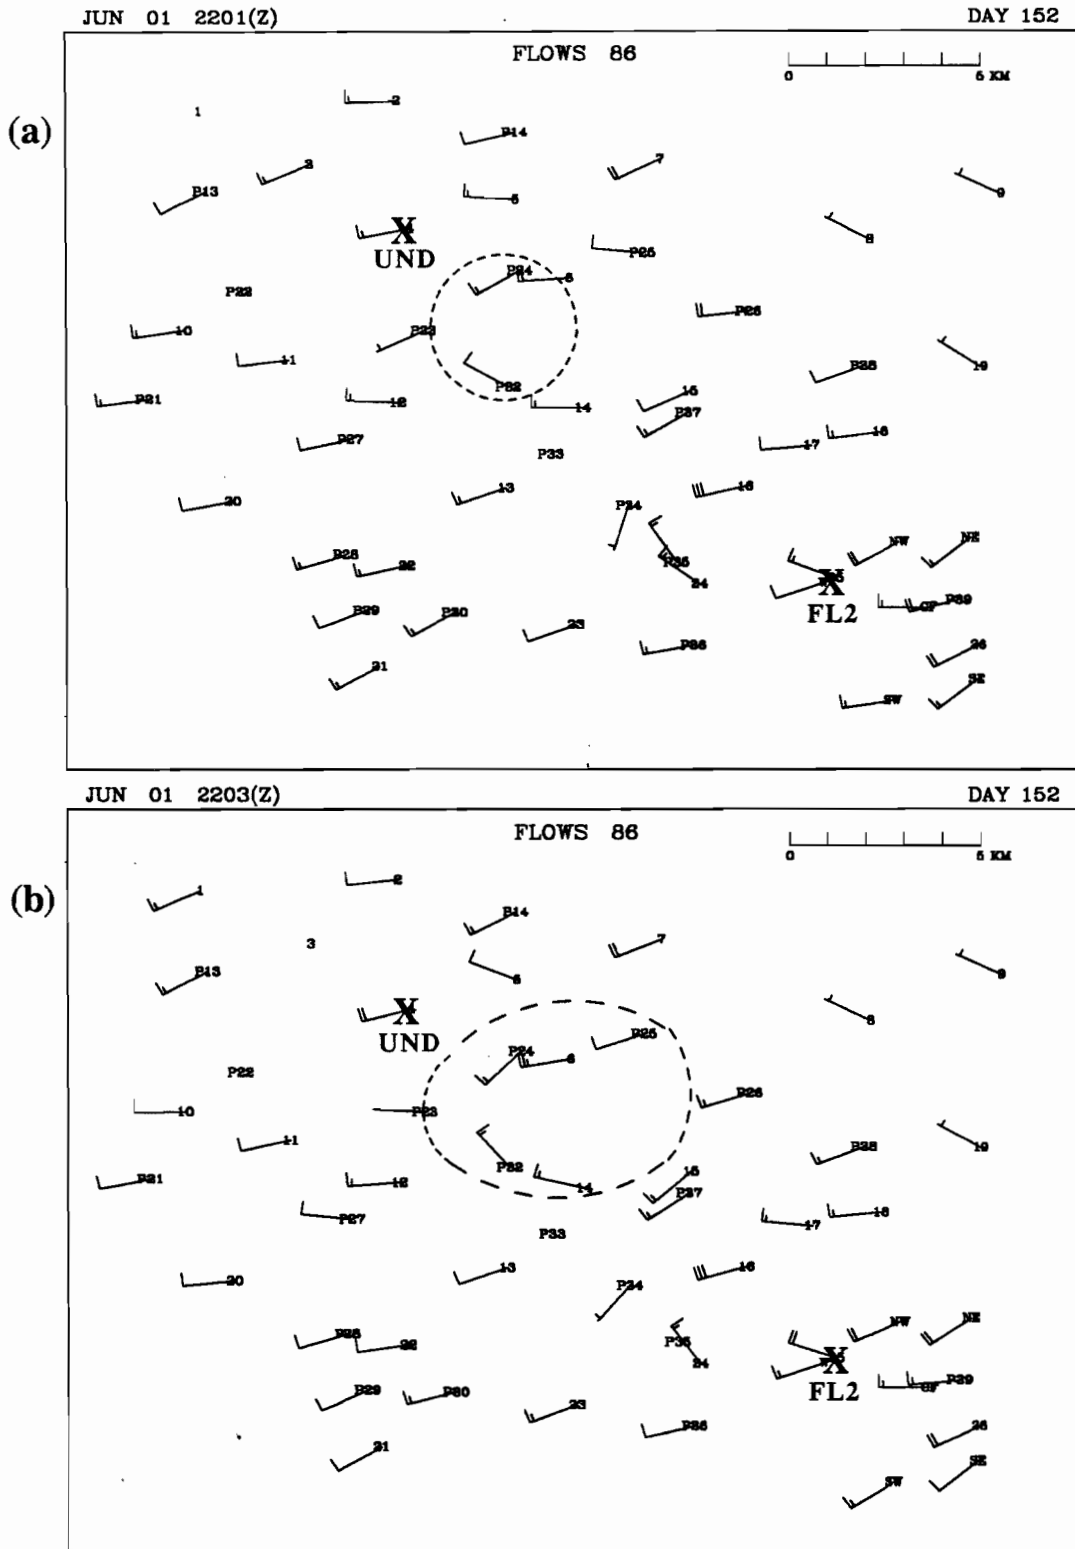 JUN 01 2201(Z) DAY 152
(a)
FLOWS 86
0 5 KM
1 2 P14 7
3 B13 5 9
UND 8
P25
P24 6
P22 P26
10 P23 11
B38 19
P32 15
P21 12 14 P37
P27 17 18
P33
20 13 16
P34
P28 22 P35 24
NW NE
25
FL2
B29 P30 23 CP P39
P36 26
21 SW SE
JUN 01 2203(Z) DAY 152
(b)
FLOWS 86
0 5 KM
1 2 B14 7
3 B13 5 9
UND 8
P25
P24 6
P22 P26
10 P23
11 B38 19
P32 15
P21 12 14 P37
P27 17 18
P33
20 13 16
P34
P28 22 P35 24
NW NE
FL2
B29 P30 23 CP P39
P36 26
21 SW SE